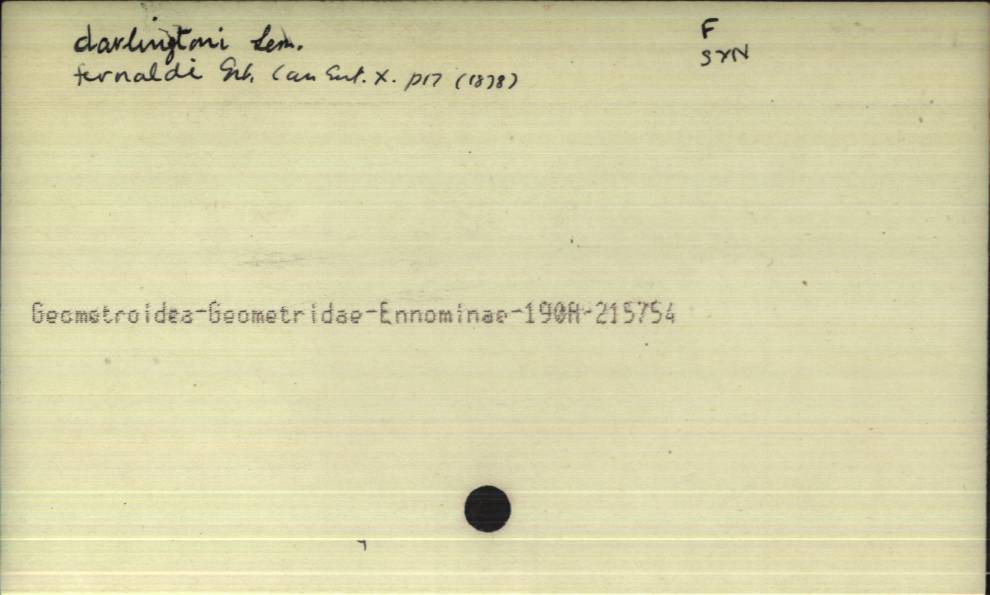 darlingtoni Lem.
F
SYN
fernaldi Grt. Can Ent. X. p17 (1878)
Geometroidea-Geometridae-Ennominae-190A-215754